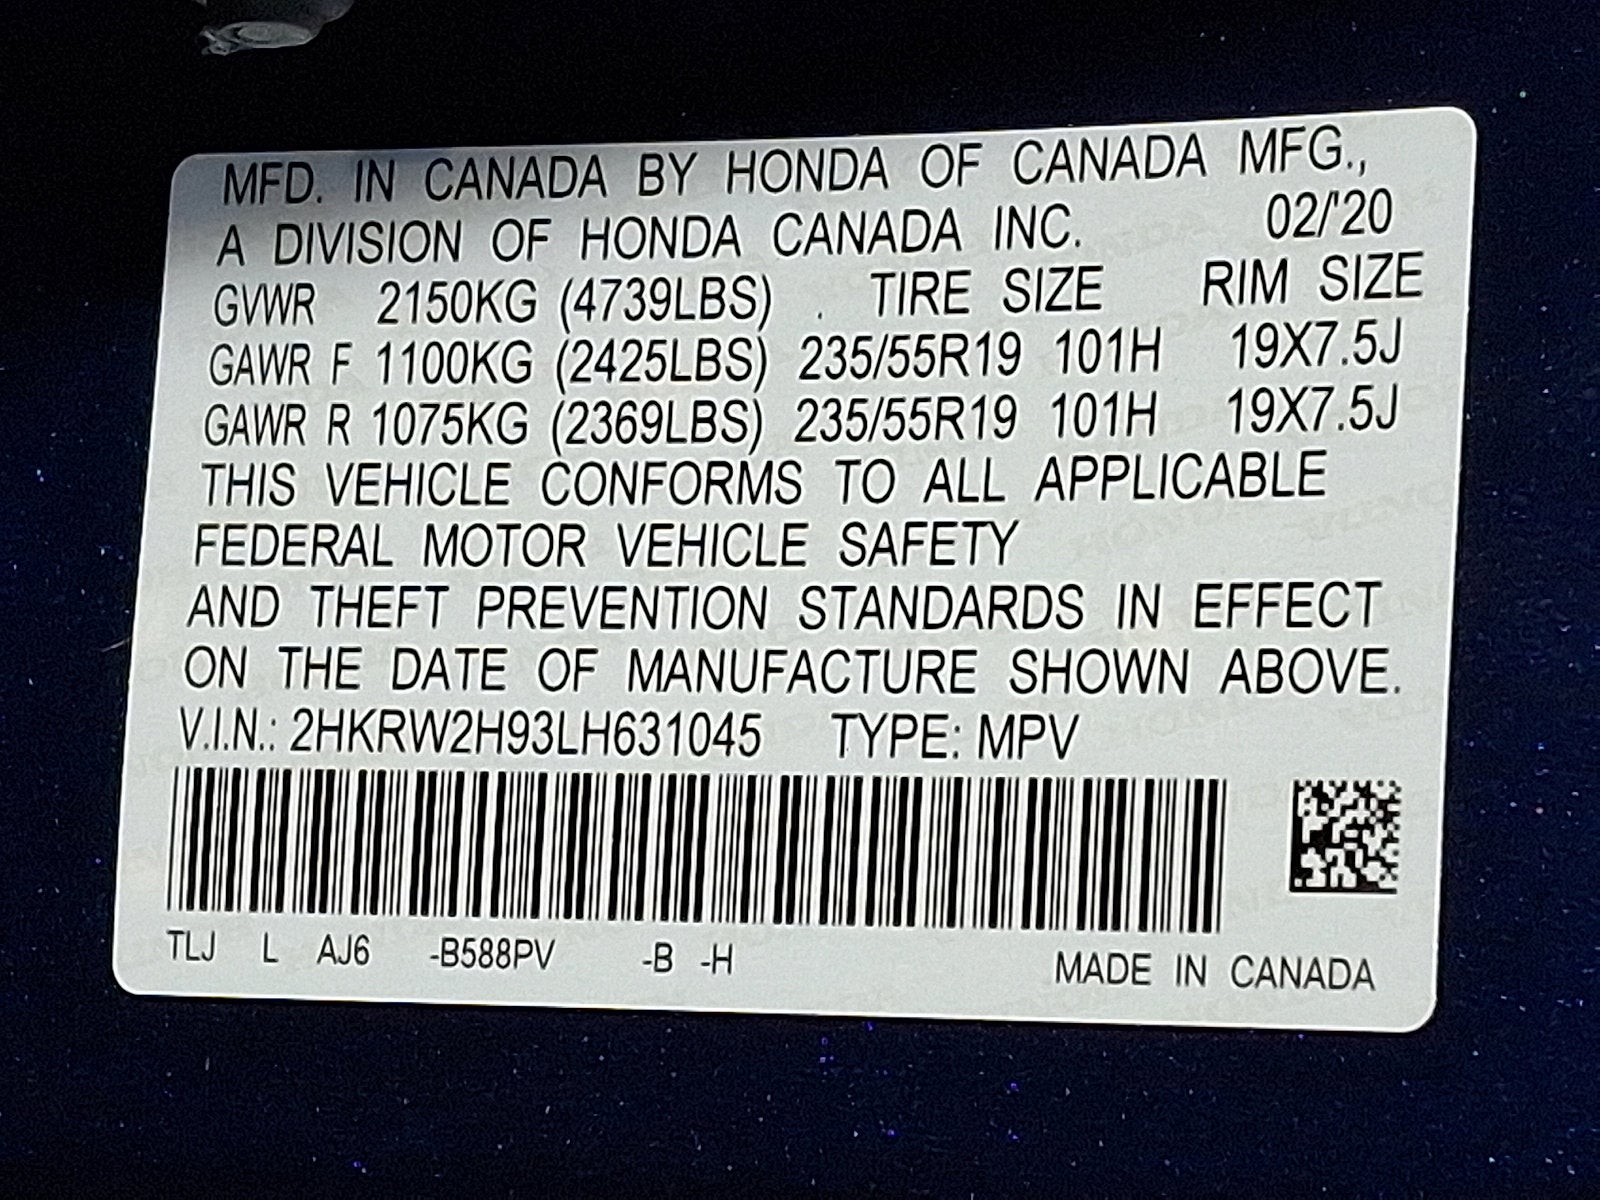 MFD. IN CANADA BY HONDA OF CANADA MFG.,
A DIVISION OF HONDA CANADA INC. 02/'20
GVWR 2150KG (4739LBS) . TIRE SIZE RIM SIZE
GAWR F 1100KG (2425LBS) 235/55R19 101H 19X7.5J
GAWR R 1075KG (2369LBS) 235/55R19 101H 19X7.5J
THIS VEHICLE CONFORMS TO ALL APPLICABLE
FEDERAL MOTOR VEHICLE SAFETY
AND THEFT PREVENTION STANDARDS IN EFFECT
ON THE DATE OF MANUFACTURE SHOWN ABOVE.
V.I.N.: 2HKRW2H93LH631045 TYPE: MPV
TLJ L AJ6 -B588PV -B -H MADE IN CANADA